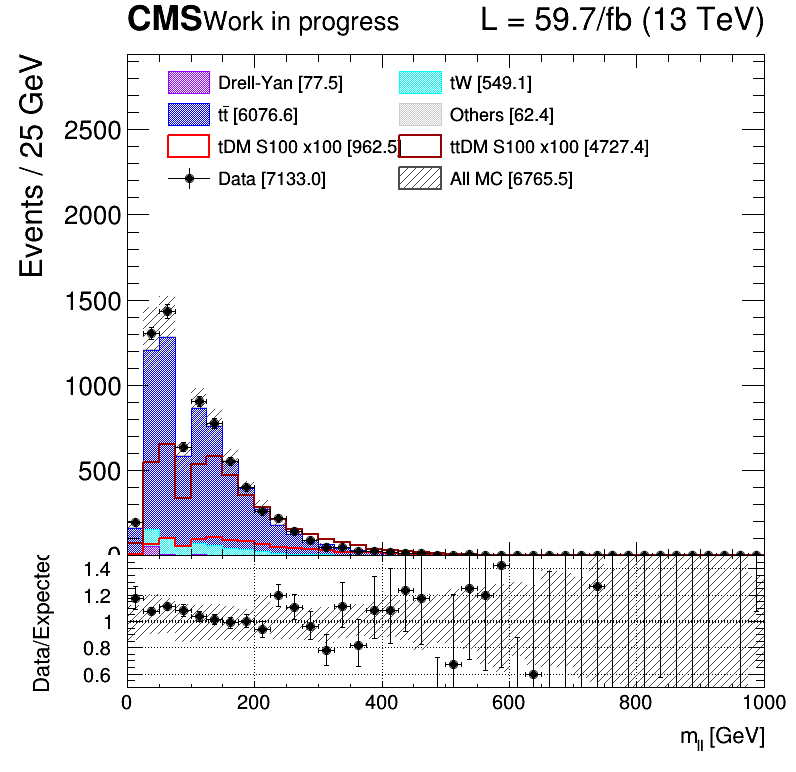 CMS Work in progress L = 59.7/fb (13 TeV)
Events / 25 GeV
Drell-Yan [77.5] tW [549.1]
tt̄ [6076.6] Others [62.4]
tDM S100 x100 [962.5] ttDM S100 x100 [4727.4]
Data [7133.0] All MC [6765.5]
2500
2000
1500
1000
500
0
Data/Expected
1.4
1.2
1
0.8
0.6
0 200 400 600 800 1000
m_ll [GeV]